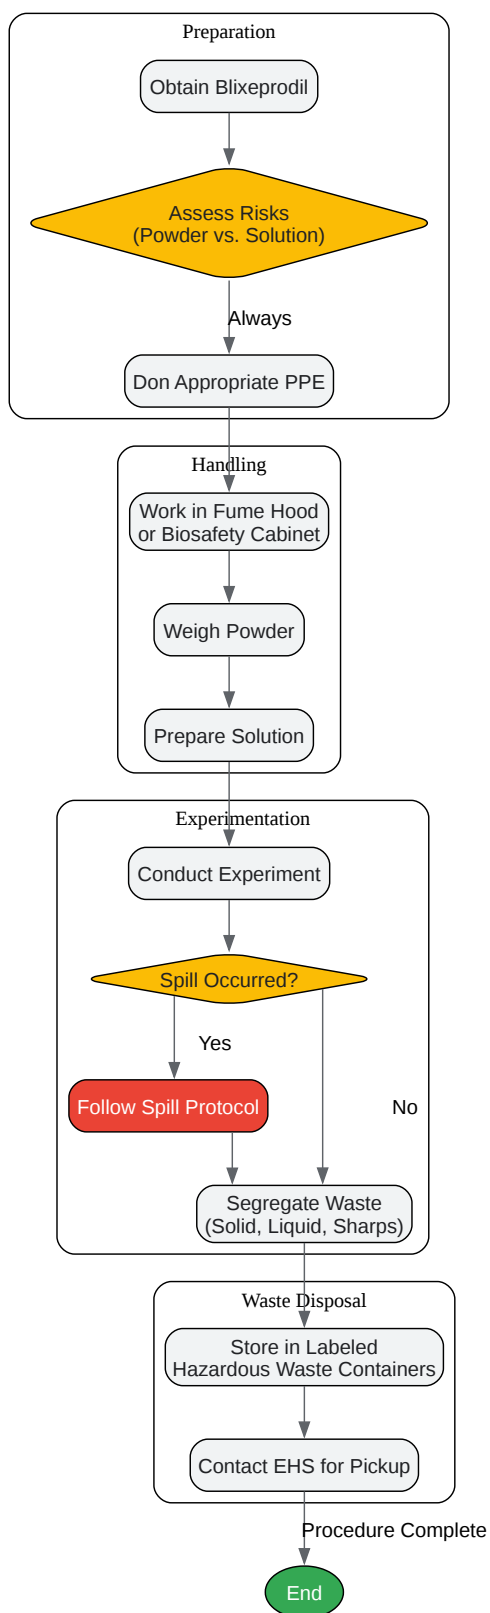 Preparation
Obtain Blixeprodil
Assess Risks
(Powder vs. Solution)
Always
Don Appropriate PPE
Handling
Work in Fume Hood
or Biosafety Cabinet
Weigh Powder
Prepare Solution
Experimentation
Conduct Experiment
Spill Occurred?
Yes
Follow Spill Protocol
No
Segregate Waste
(Solid, Liquid, Sharps)
Waste Disposal
Store in Labeled
Hazardous Waste Containers
Contact EHS for Pickup
Procedure Complete
End